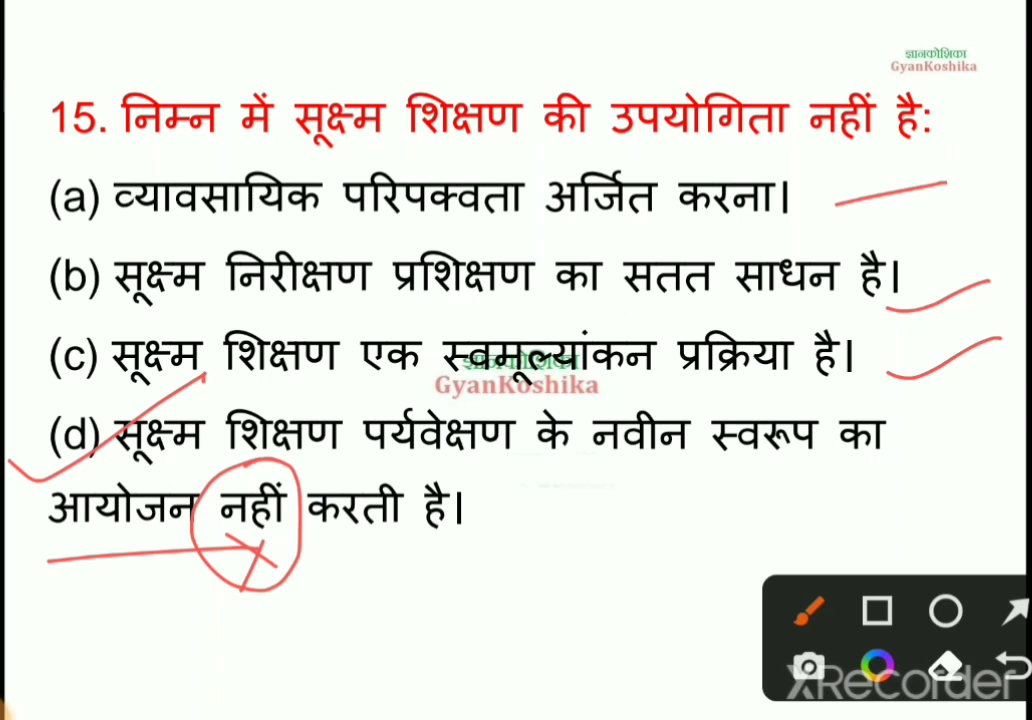 ज्ञानकोशिका
GyanKoshika
15. निम्न में सूक्ष्म शिक्षण की उपयोगिता नहीं है:
(a) व्यावसायिक परिपक्वता अर्जित करना।
(b) सूक्ष्म निरीक्षण प्रशिक्षण का सतत साधन है।
(c) सूक्ष्म शिक्षण एक स्वमूल्यांकन प्रक्रिया है।
ज्ञानकोशिका
GyanKoshika
(d) सूक्ष्म शिक्षण पर्यवेक्षण के नवीन स्वरूप का
आयोजन नहीं करती है।
XRecorder